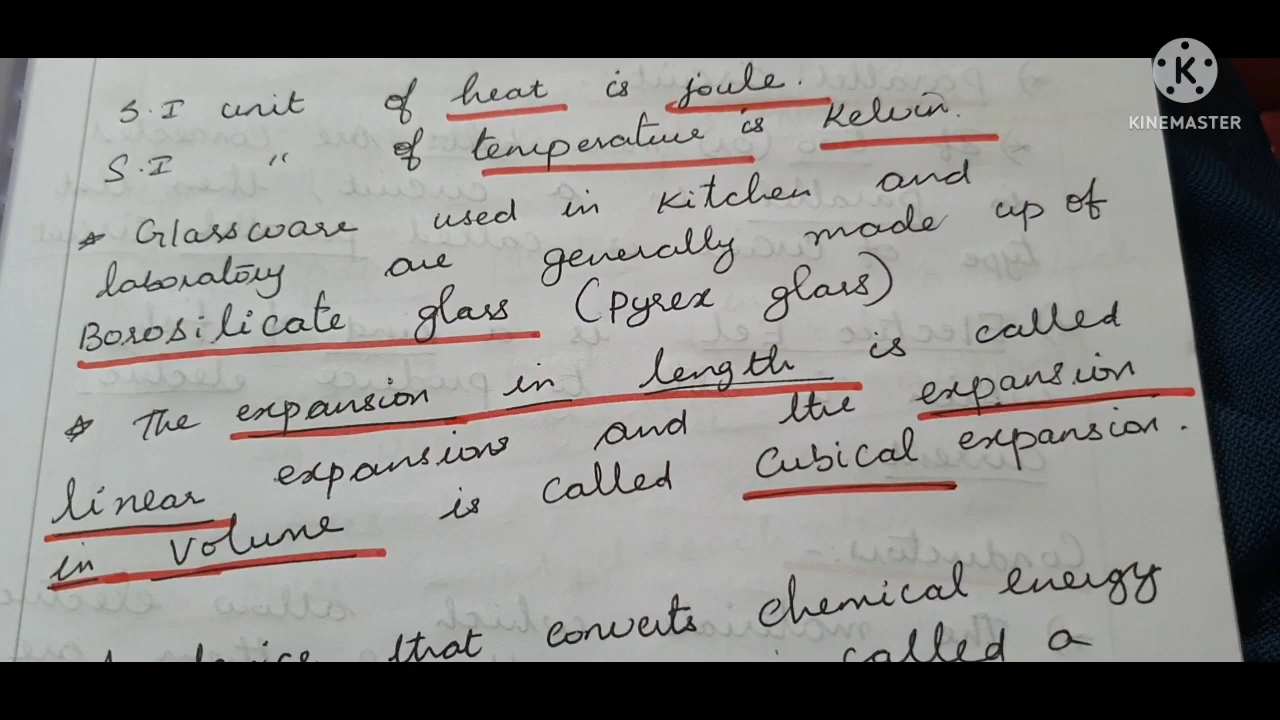 S.I unit of heat is joule.
S.I " of temperature is Kelvin.
* Glassware used in kitchen and
laboratory are generally made up of
Borosilicate glass (Pyrex glass)
* The expansion in length is called
linear expansions and the expansion
in volume is called Cubical expansion.
that converts chemical energy
called a
KINEMASTER